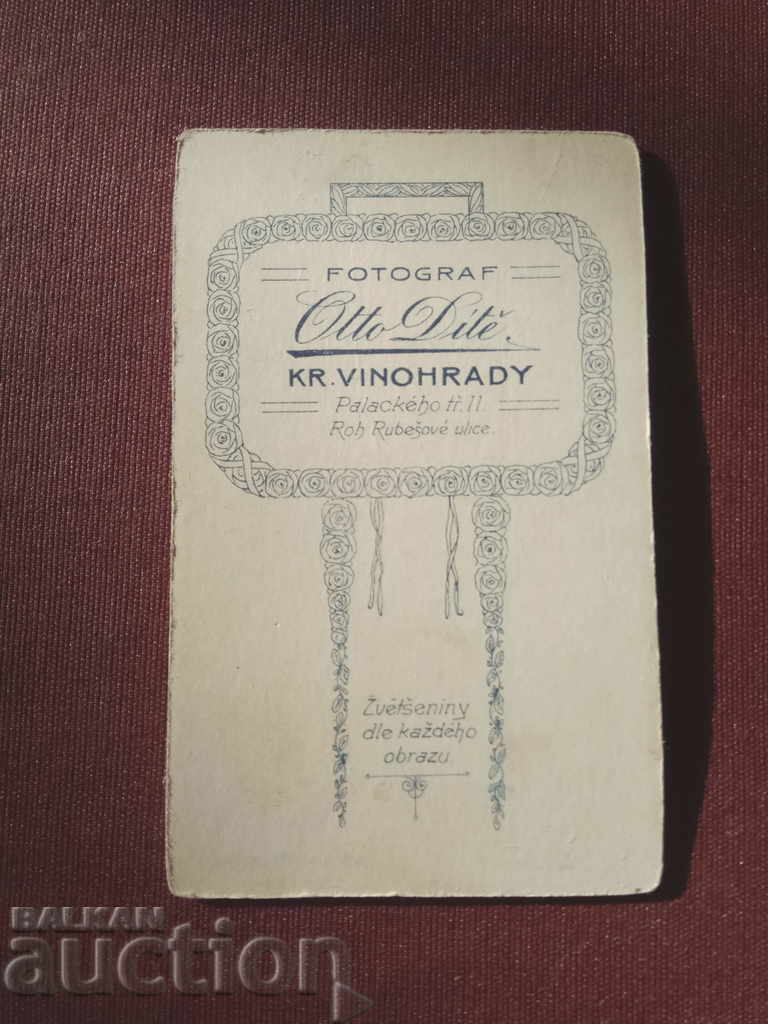 FOTOGRAF
Otto Dítě.
KR. VINOHRADY
Palackého tř. 11.
Roh Rubešové ulice.
Zvětšeniny
dle každého
obrazu
BALKAN
auction